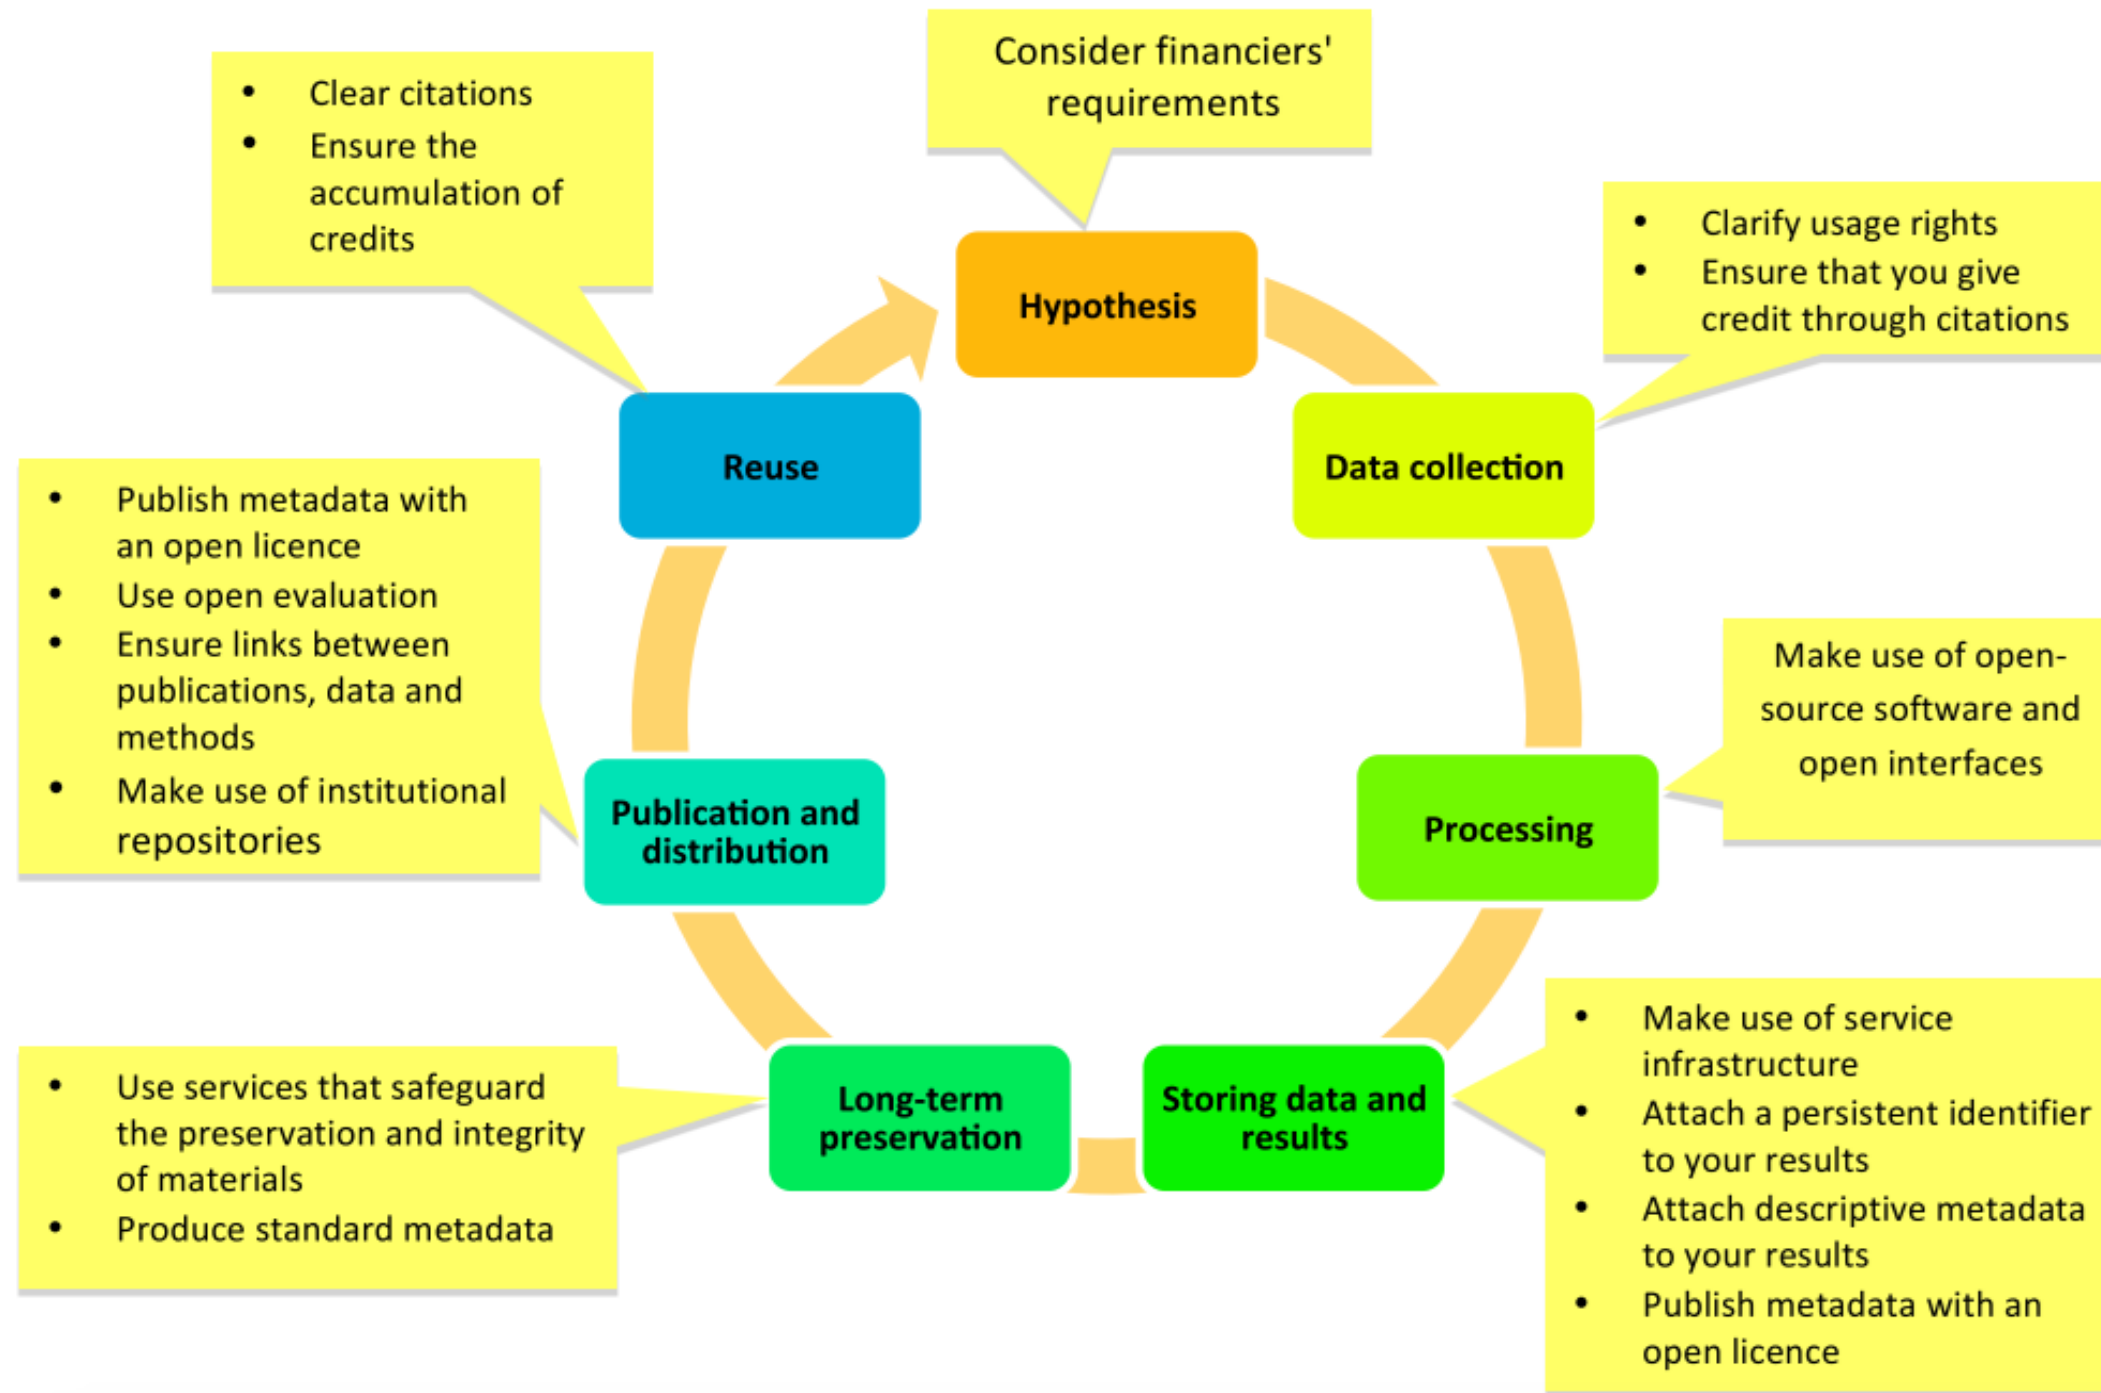 Consider financiers'
requirements
• Clear citations
• Ensure the
accumulation of
credits
• Clarify usage rights
• Ensure that you give
credit through citations
Hypothesis
Reuse
Data collection
• Publish metadata with
an open licence
• Use open evaluation
• Ensure links between
publications, data and
methods
• Make use of institutional
repositories
Make use of open-
source software and
open interfaces
Publication and
distribution
Processing
• Use services that safeguard
the preservation and integrity
of materials
• Produce standard metadata
Long-term
preservation
Storing data and
results
• Make use of service
infrastructure
• Attach a persistent identifier
to your results
• Attach descriptive metadata
to your results
• Publish metadata with an
open licence